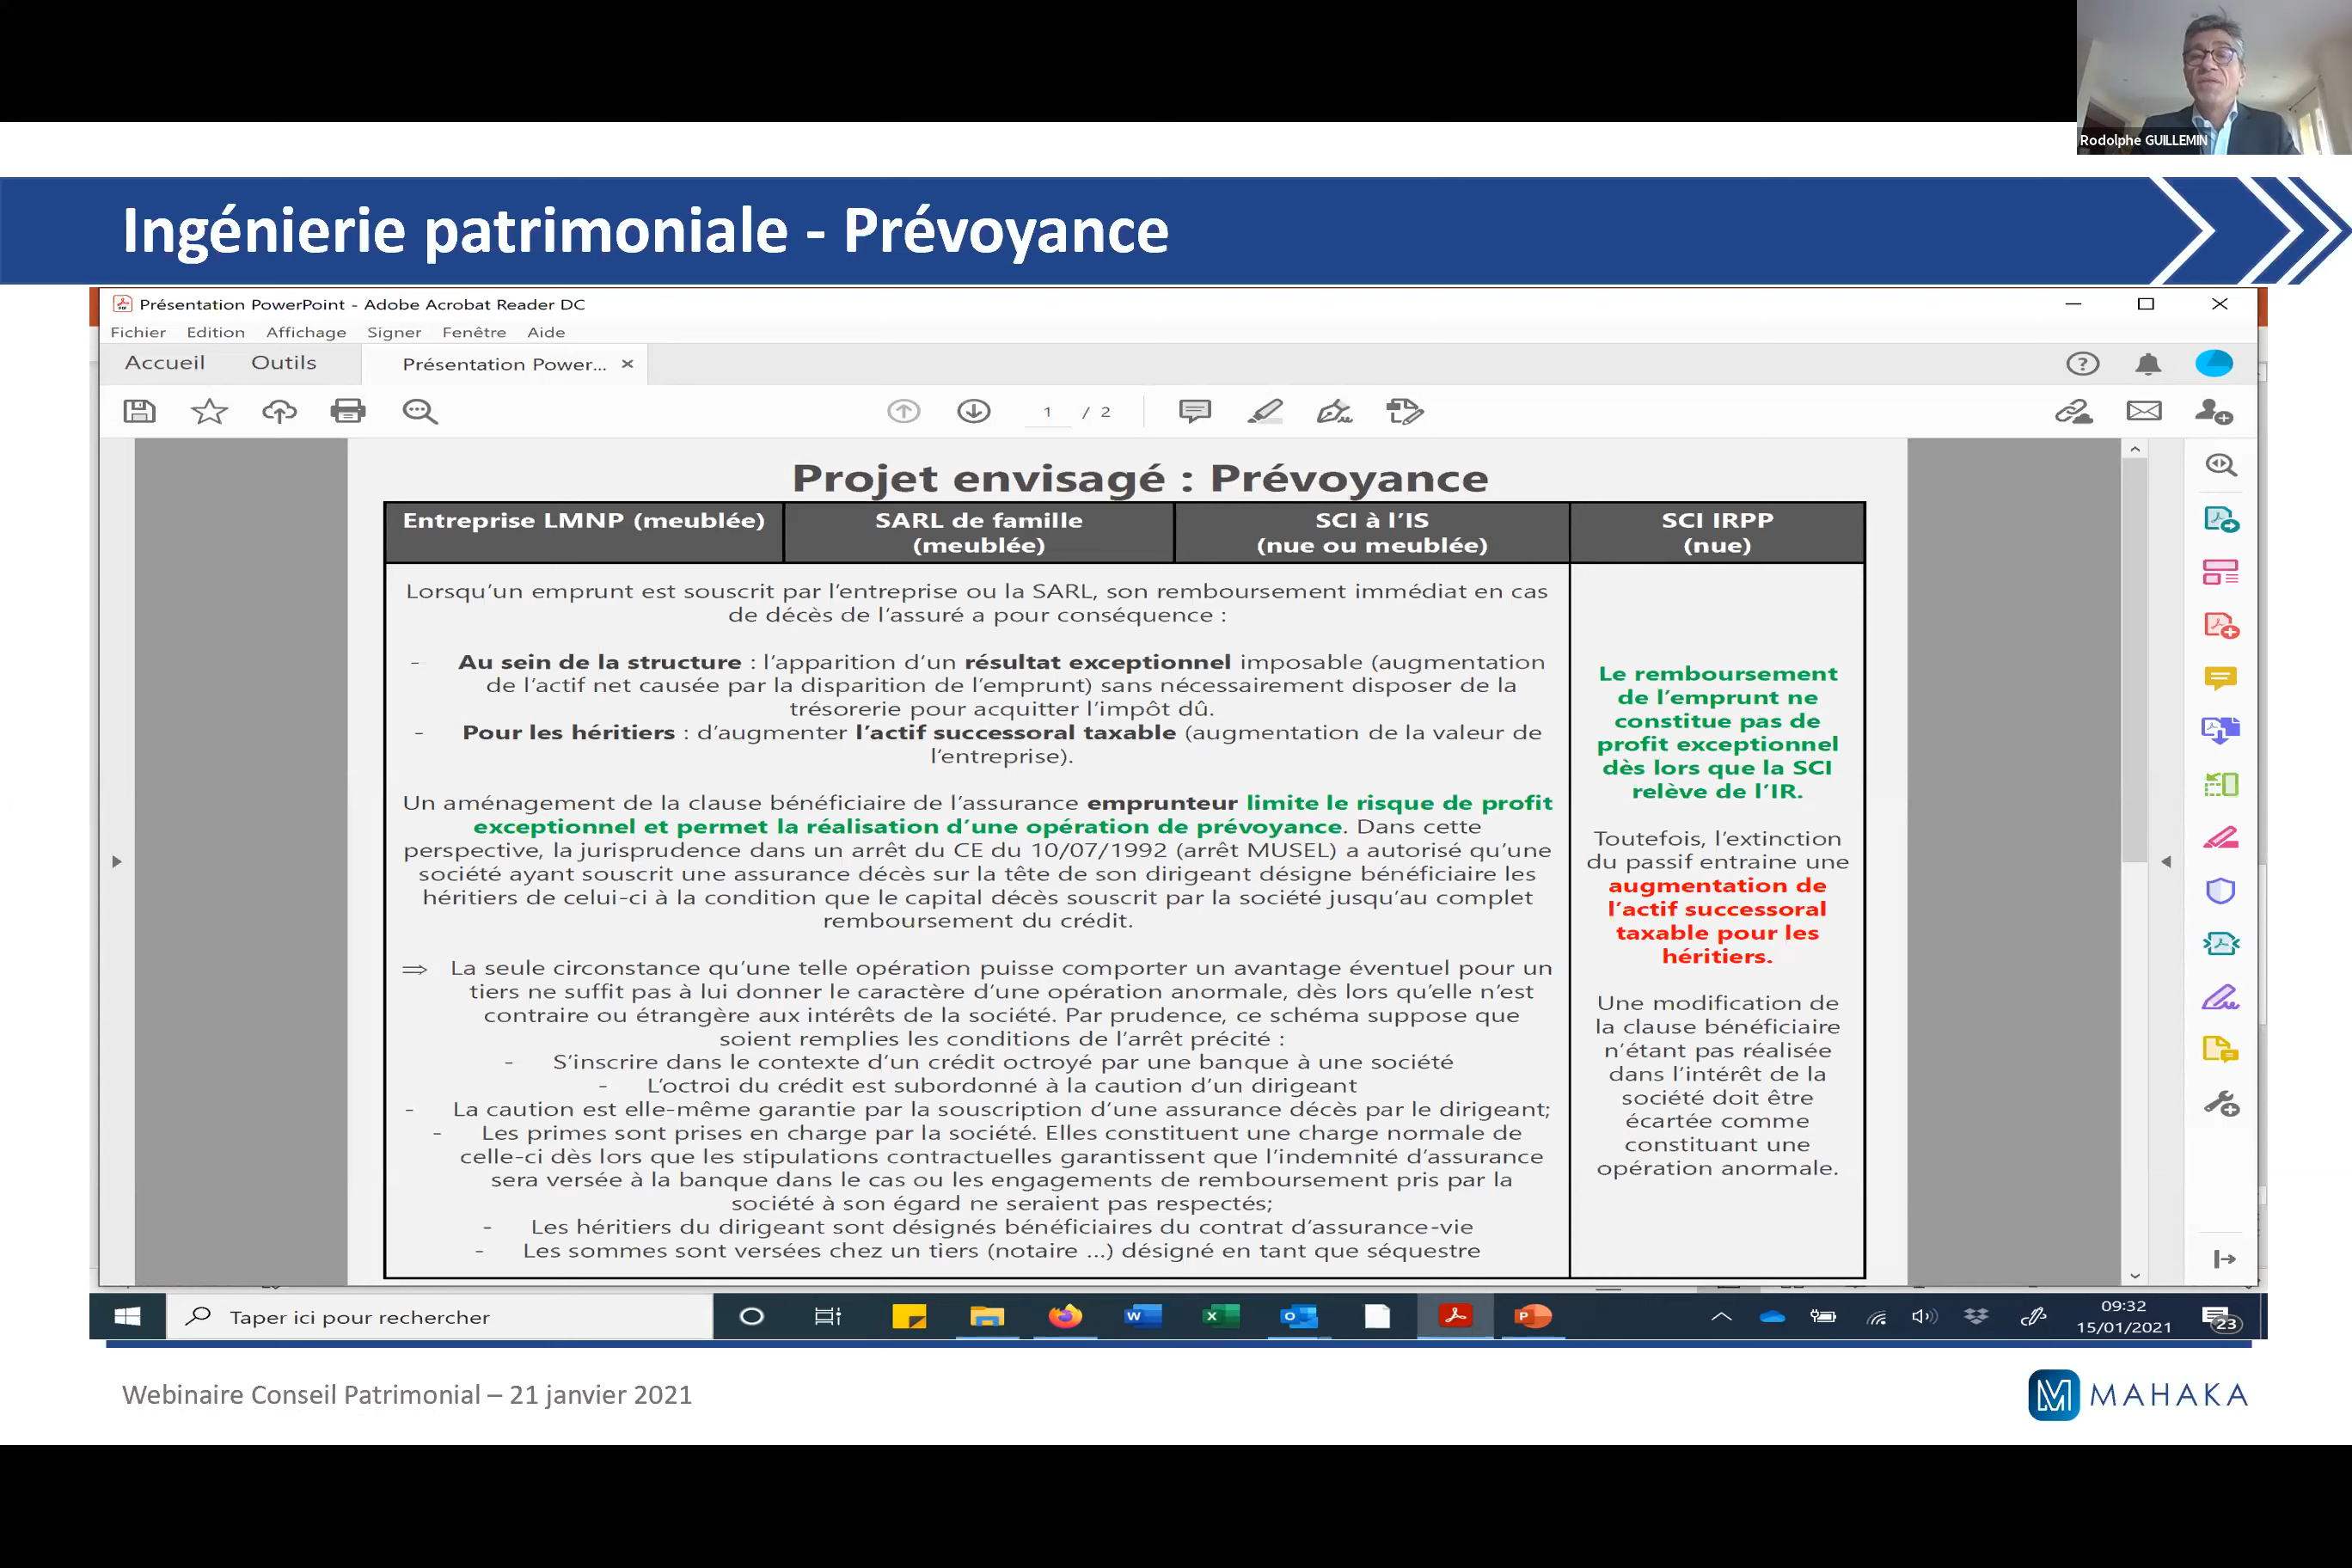 Rodolphe GUILLEMIN
Ingénierie patrimoniale - Prévoyance
Présentation PowerPoint - Adobe Acrobat Reader DC
Fichier Edition Affichage Signer Fenêtre Aide
Accueil Outils Présentation Power... ×
1 / 2
Projet envisagé : Prévoyance
Entreprise LMNP (meublée)
SARL de famille
(meublée)
SCI à l'IS
(nue ou meublée)
SCI IRPP
(nue)
Lorsqu'un emprunt est souscrit par l'entreprise ou la SARL, son remboursement immédiat en cas
de décès de l'assuré a pour conséquence :
- Au sein de la structure : l'apparition d'un résultat exceptionnel imposable (augmentation
de l'actif net causée par la disparition de l'emprunt) sans nécessairement disposer de la
trésorerie pour acquitter l'impôt dû.
- Pour les héritiers : d'augmenter l'actif successoral taxable (augmentation de la valeur de
l'entreprise).
Un aménagement de la clause bénéficiaire de l'assurance emprunteur limite le risque de profit
exceptionnel et permet la réalisation d'une opération de prévoyance. Dans cette
perspective, la jurisprudence dans un arrêt du CE du 10/07/1992 (arrêt MUSEL) a autorisé qu'une
société ayant souscrit une assurance décès sur la tête de son dirigeant désigne bénéficiaire les
héritiers de celui-ci à la condition que le capital décès souscrit par la société jusqu'au complet
remboursement du crédit.
⇒ La seule circonstance qu'une telle opération puisse comporter un avantage éventuel pour un
tiers ne suffit pas à lui donner le caractère d'une opération anormale, dès lors qu'elle n'est
contraire ou étrangère aux intérêts de la société. Par prudence, ce schéma suppose que
soient remplies les conditions de l'arrêt précité :
- S'inscrire dans le contexte d'un crédit octroyé par une banque à une société
- L'octroi du crédit est subordonné à la caution d'un dirigeant
- La caution est elle-même garantie par la souscription d'une assurance décès par le dirigeant;
- Les primes sont prises en charge par la société. Elles constituent une charge normale de
celle-ci dès lors que les stipulations contractuelles garantissent que l'indemnité d'assurance
sera versée à la banque dans le cas ou les engagements de remboursement pris par la
société à son égard ne seraient pas respectés;
- Les héritiers du dirigeant sont désignés bénéficiaires du contrat d'assurance-vie
- Les sommes sont versées chez un tiers (notaire ...) désigné en tant que séquestre
Le remboursement
de l'emprunt ne
constitue pas de
profit exceptionnel
dès lors que la SCI
relève de l'IR.
Toutefois, l'extinction
du passif entraine une
augmentation de
l'actif successoral
taxable pour les
héritiers.
Une modification de
la clause bénéficiaire
n'étant pas réalisée
dans l'intérêt de la
société doit être
écartée comme
constituant une
opération anormale.
Taper ici pour rechercher
09:32
15/01/2021
23
Webinaire Conseil Patrimonial – 21 janvier 2021
MAHAKA